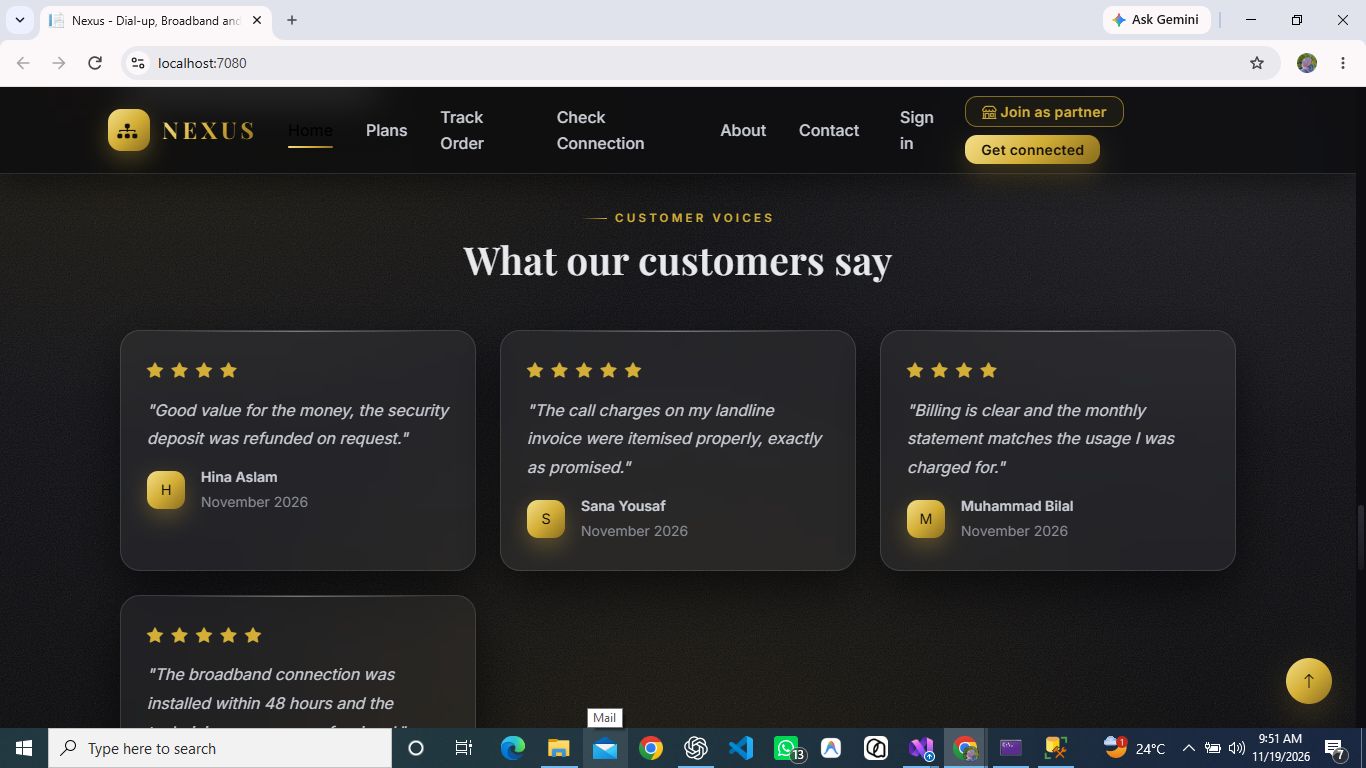 Nexus - Dial-up, Broadband and
Ask Gemini
localhost:7080
NEXUS
Home
Plans
Track
Order
Check
Connection
About
Contact
Sign
in
Join as partner
Get connected
CUSTOMER VOICES
What our customers say
"Good value for the money, the security
deposit was refunded on request."
H
Hina Aslam
November 2026
"The call charges on my landline
invoice were itemised properly, exactly
as promised."
S
Sana Yousaf
November 2026
"Billing is clear and the monthly
statement matches the usage I was
charged for."
M
Muhammad Bilal
November 2026
"The broadband connection was
installed within 48 hours and the
Mail
Type here to search
13
1
24°C
9:51 AM
11/19/2026
7